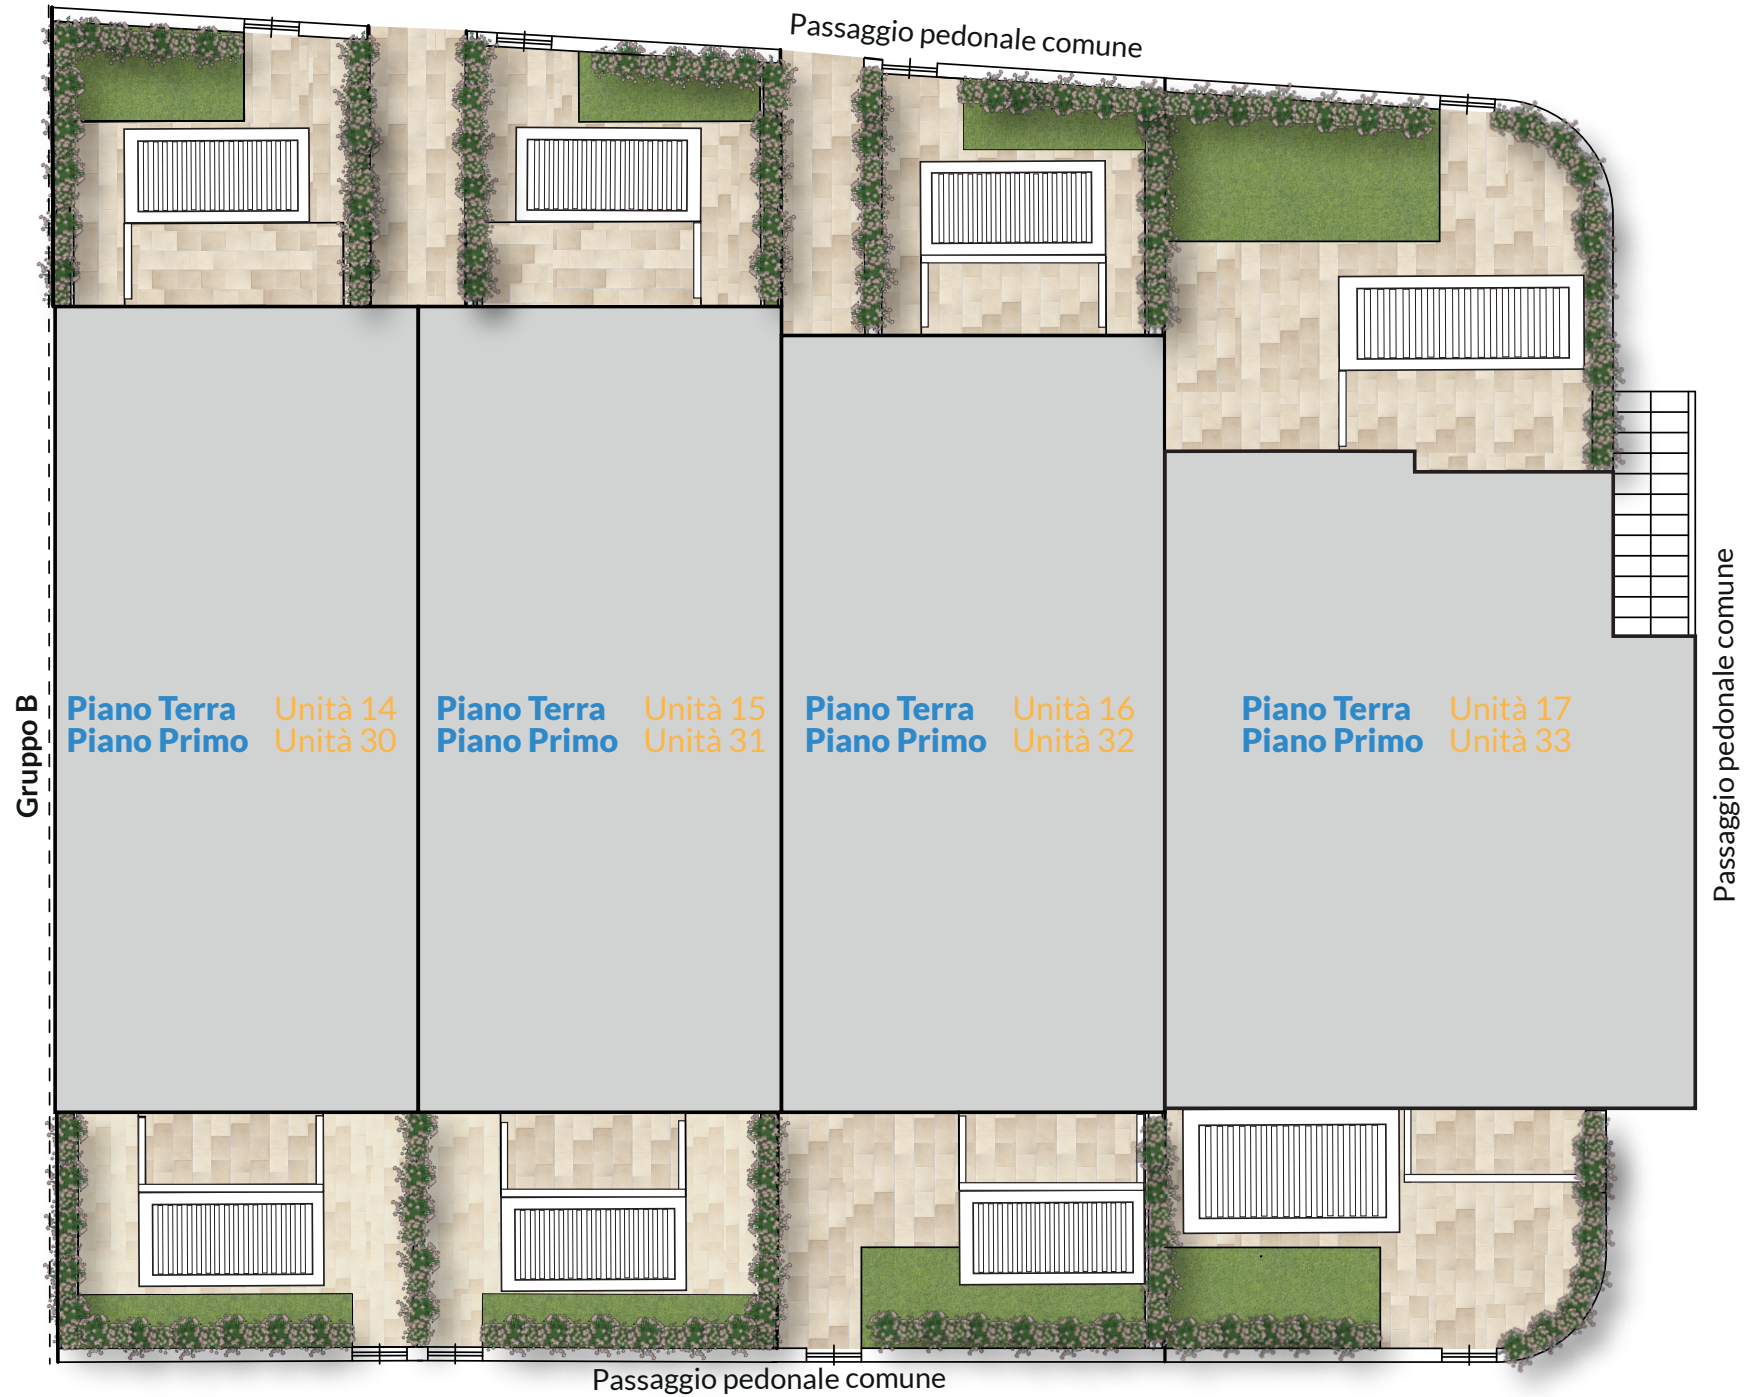 Passaggio pedonale comune
Gruppo B
Piano Terra Unità 14
Piano Primo Unità 30
Piano Terra Unità 15
Piano Primo Unità 31
Piano Terra Unità 16
Piano Primo Unità 32
Piano Terra Unità 17
Piano Primo Unità 33
Passaggio pedonale comune
Passaggio pedonale comune